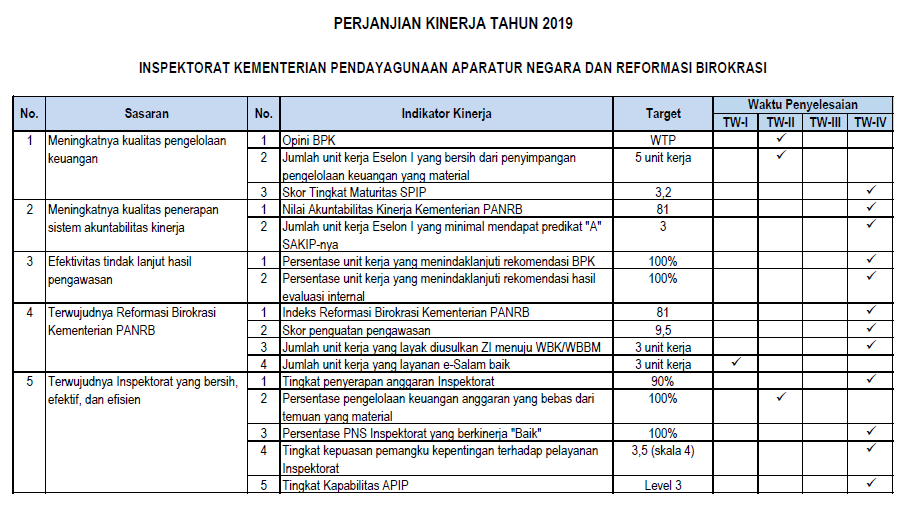 PERJANJIAN KINERJA TAHUN 2019
INSPEKTORAT KEMENTERIAN PENDAYAGUNAAN APARATUR NEGARA DAN REFORMASI BIROKRASI
No. Sasaran No. Indikator Kinerja Target Waktu Penyelesaian
TW-I TW-II TW-III TW-IV
1 Meningkatnya kualitas pengelolaan 1 Opini BPK WTP ✓
keuangan 2 Jumlah unit kerja Eselon I yang bersih dari penyimpangan 5 unit kerja ✓
pengelolaan keuangan yang material
3 Skor Tingkat Maturitas SPIP 3,2 ✓
2 Meningkatnya kualitas penerapan 1 Nilai Akuntabilitas Kinerja Kementerian PANRB 81 ✓
sistem akuntabilitas kinerja 2 Jumlah unit kerja Eselon I yang minimal mendapat predikat "A" 3 ✓
SAKIP-nya
3 Efektivitas tindak lanjut hasil 1 Persentase unit kerja yang menindaklanjuti rekomendasi BPK 100% ✓
pengawasan 2 Persentase unit kerja yang menindaklanjuti rekomendasi hasil 100% ✓
evaluasi internal
4 Terwujudnya Reformasi Birokrasi 1 Indeks Reformasi Birokrasi Kementerian PANRB 81 ✓
Kementerian PANRB 2 Skor penguatan pengawasan 9,5 ✓
3 Jumlah unit kerja yang layak diusulkan ZI menuju WBK/WBBM 3 unit kerja ✓
4 Jumlah unit kerja yang layanan e-Salam baik 3 unit kerja ✓
5 Terwujudnya Inspektorat yang bersih, 1 Tingkat penyerapan anggaran Inspektorat 90% ✓
efektif, dan efisien 2 Persentase pengelolaan keuangan anggaran yang bebas dari 100% ✓
temuan yang material
3 Persentase PNS Inspektorat yang berkinerja "Baik" 100% ✓
4 Tingkat kepuasan pemangku kepentingan terhadap pelayanan 3,5 (skala 4) ✓
Inspektorat
5 Tingkat Kapabilitas APIP Level 3 ✓